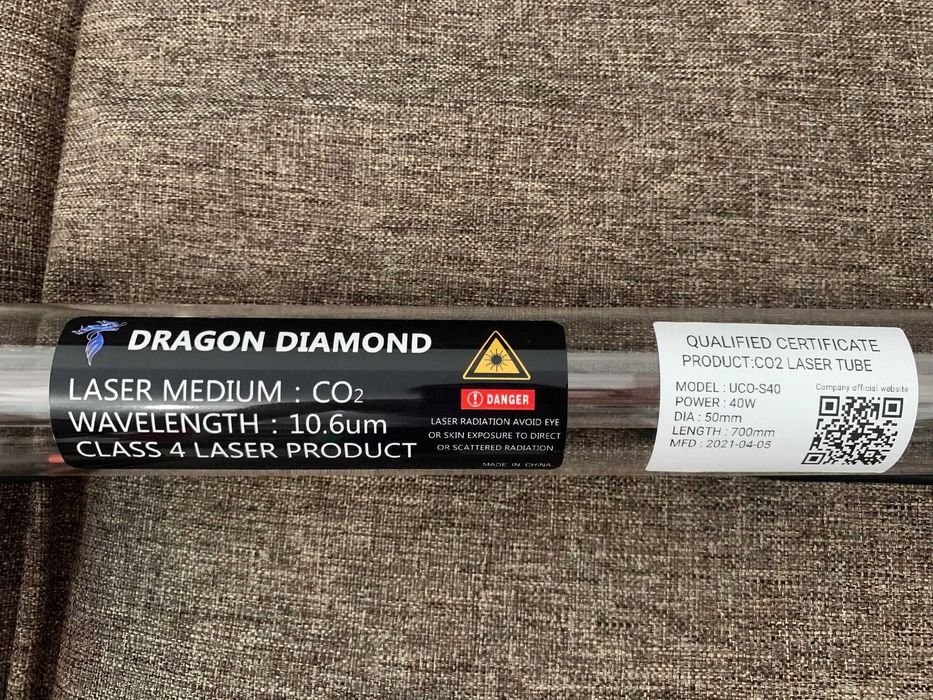 DRAGON DIAMOND
LASER MEDIUM : CO2
WAVELENGTH : 10.6um
CLASS 4 LASER PRODUCT
DANGER
LASER RADIATION AVOID EYE
OR SKIN EXPOSURE TO DIRECT
OR SCATTERED RADIATION
MADE IN CHINA
QUALIFIED CERTIFICATE
PRODUCT:CO2 LASER TUBE
MODEL : UCO-S40
POWER : 40W
DIA : 50mm
LENGTH : 700mm
MFD : 2021-04-05
Company official website